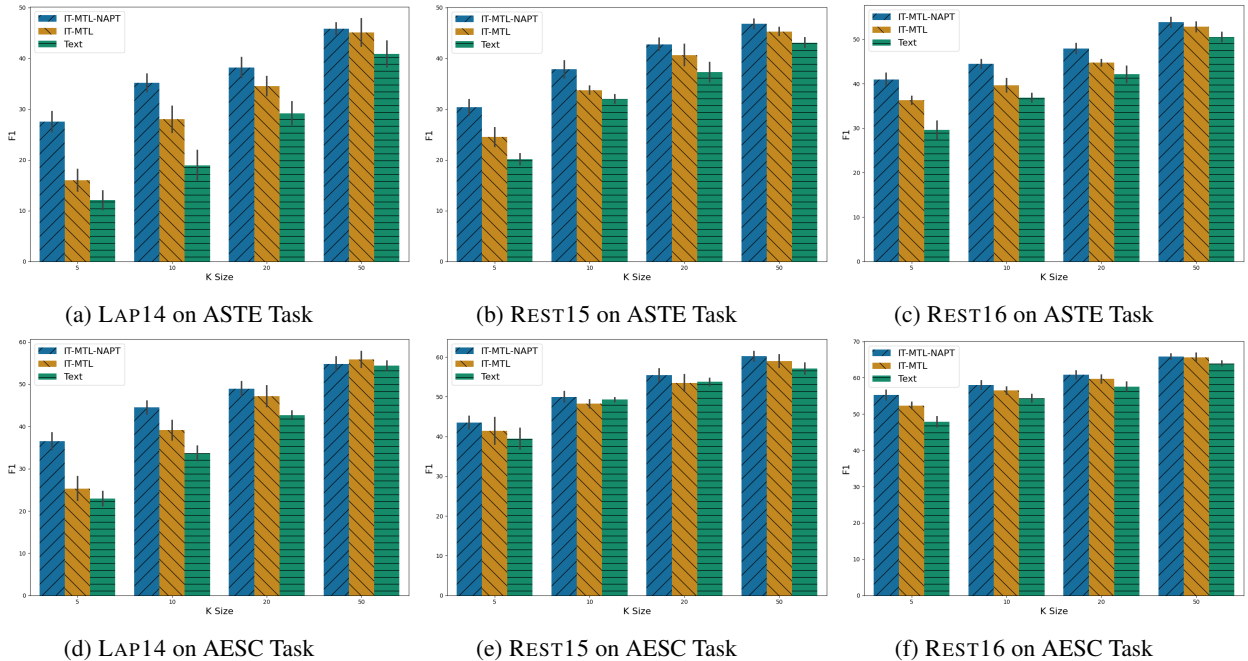 50
40
30
20
10
0
F1
IT-MTL-NAPT
IT-MTL
Text
5 10 20 50
K Size
(a) LAP14 on ASTE Task
50
40
30
20
10
0
F1
IT-MTL-NAPT
IT-MTL
Text
5 10 20 50
K Size
(b) REST15 on ASTE Task
50
40
30
20
10
0
F1
IT-MTL-NAPT
IT-MTL
Text
5 10 20 50
K Size
(c) REST16 on ASTE Task
60
50
40
30
20
10
0
F1
IT-MTL-NAPT
IT-MTL
Text
5 10 20 50
K Size
(d) LAP14 on AESC Task
60
50
40
30
20
10
0
F1
IT-MTL-NAPT
IT-MTL
Text
5 10 20 50
K Size
(e) REST15 on AESC Task
70
60
50
40
30
20
10
0
F1
IT-MTL-NAPT
IT-MTL
Text
5 10 20 50
K Size
(f) REST16 on AESC Task